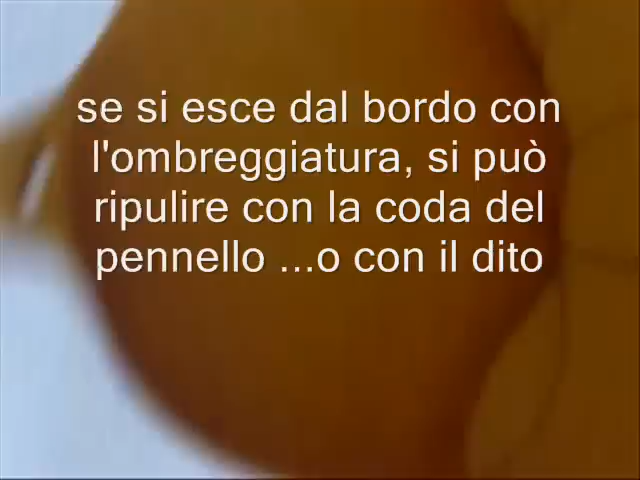 se si esce dal bordo con
l'ombreggiatura, si può
ripulire con la coda del
pennello ...o con il dito